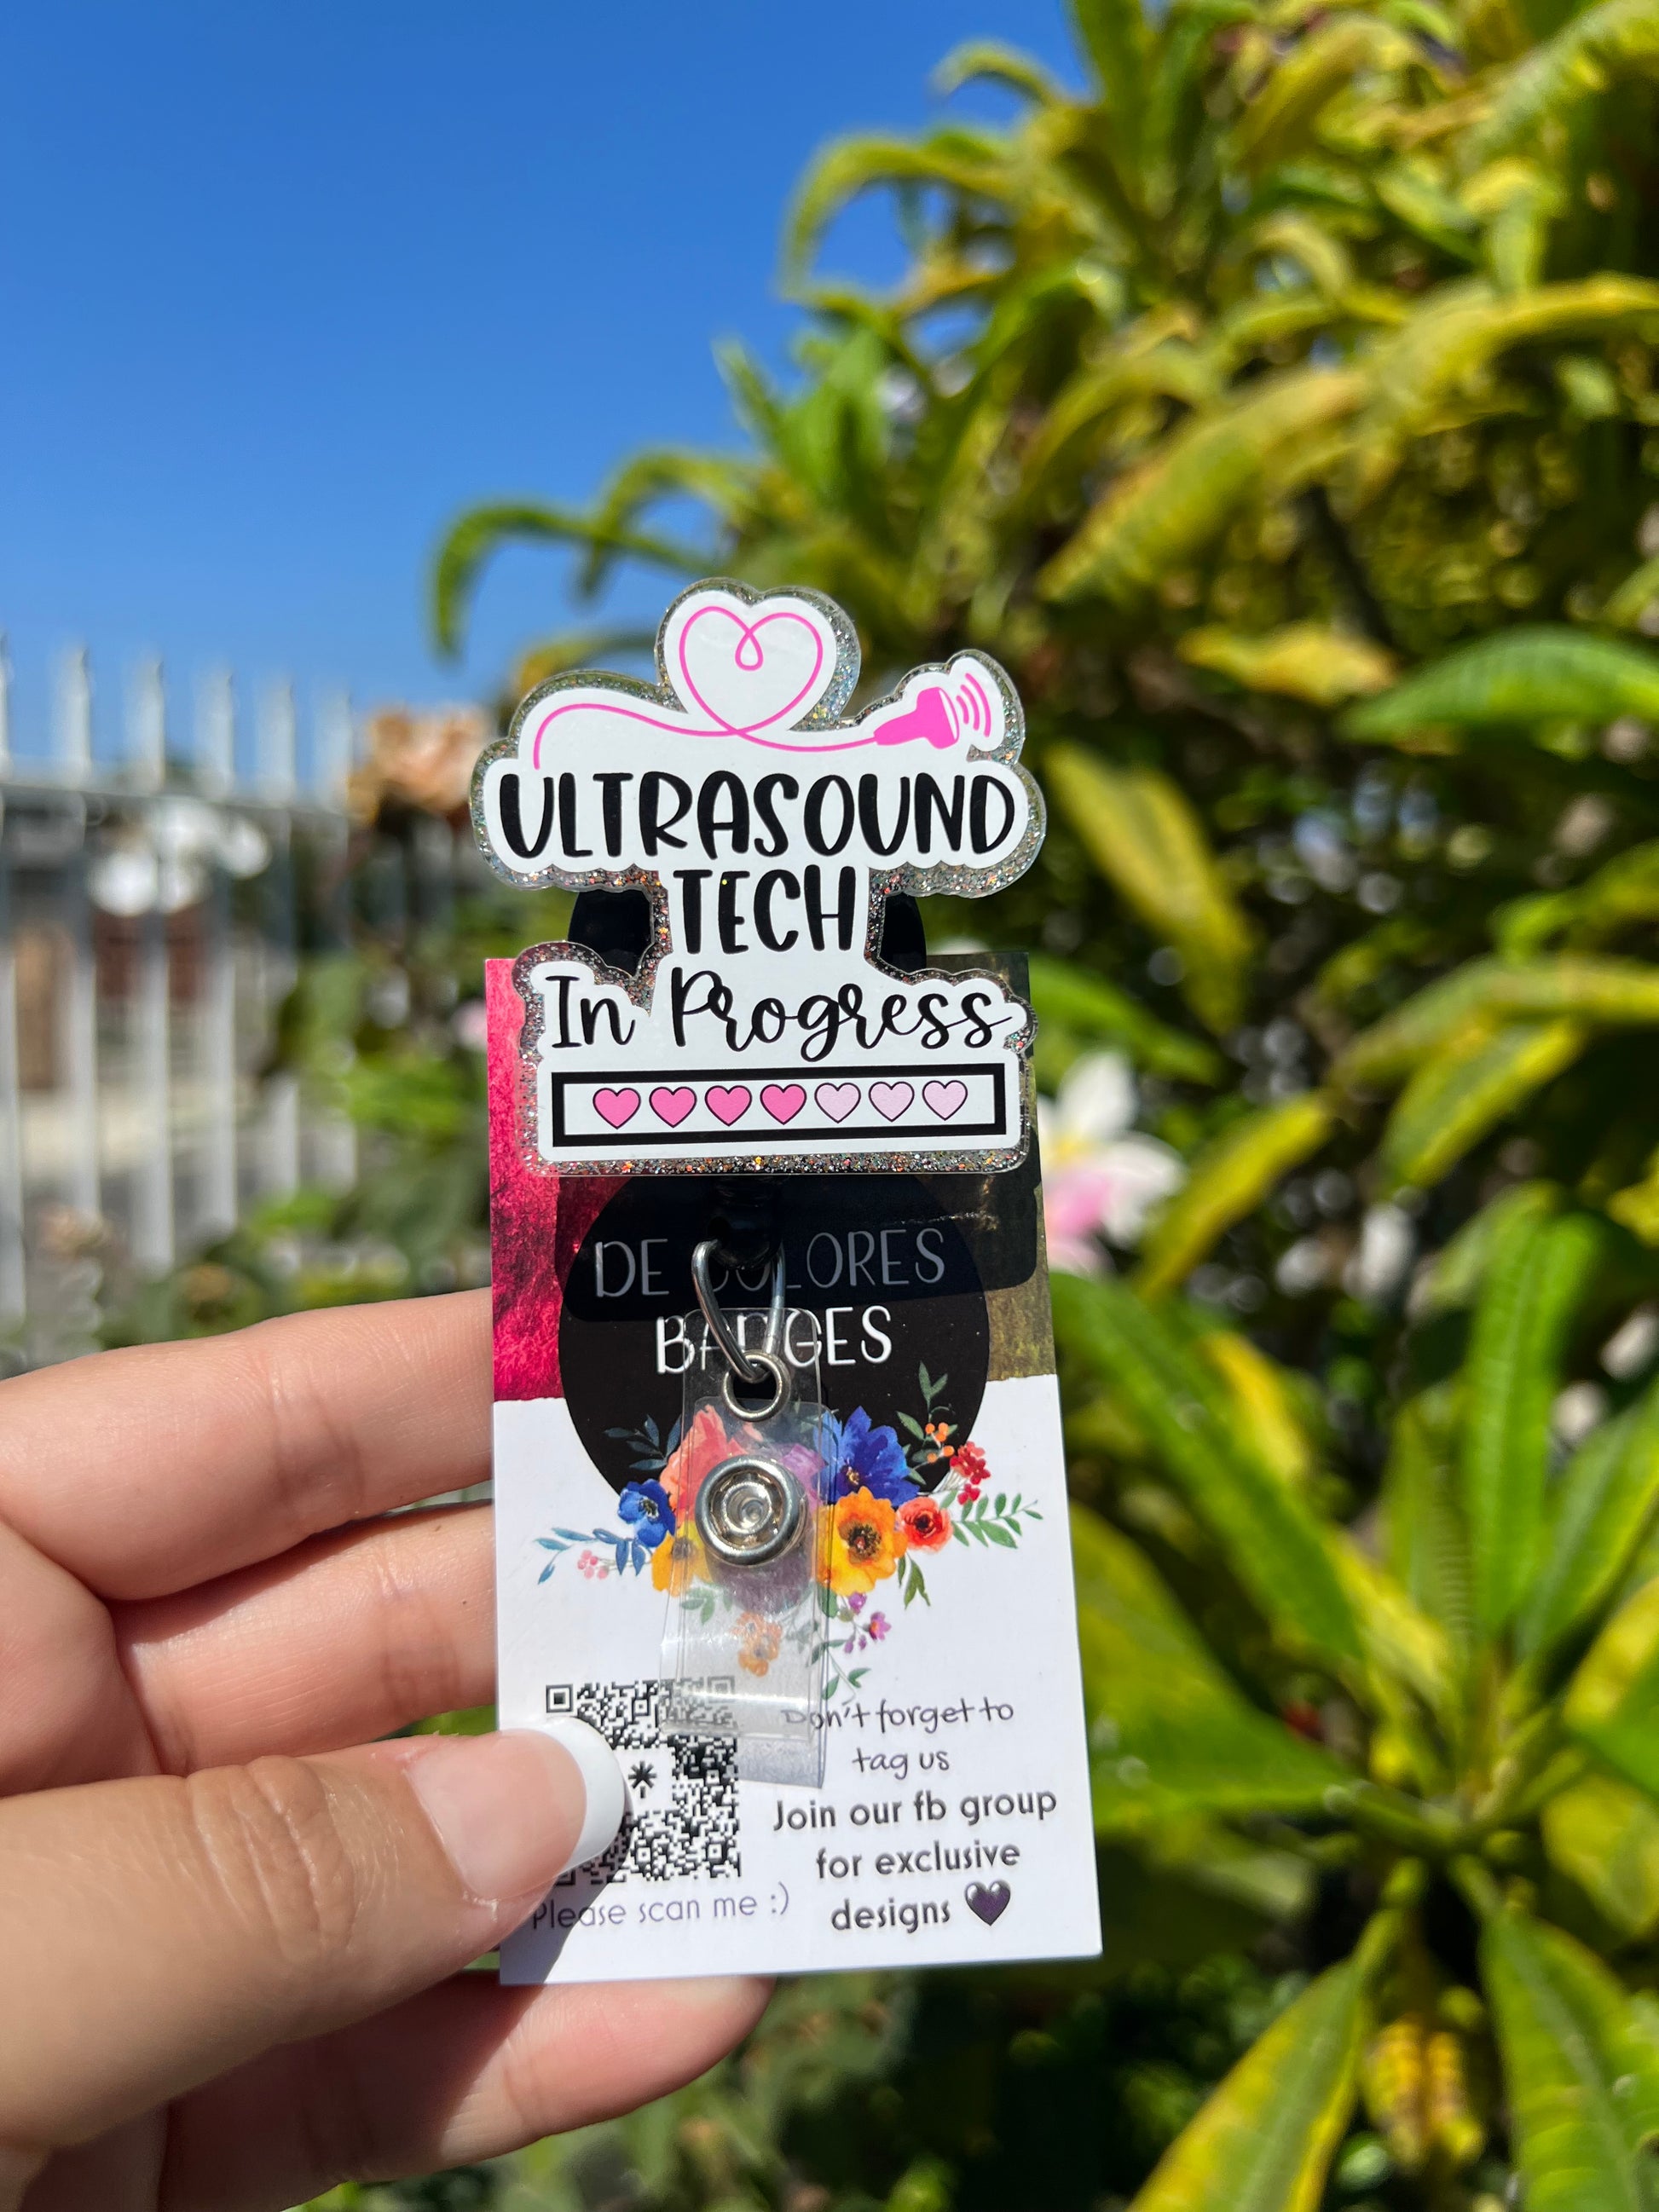 ULTRASOUND
TECH
In Progress
DE COLORES
BADGES
Don't forget to
tag us
Join our fb group
for exclusive
designs 🖤
Please scan me :)